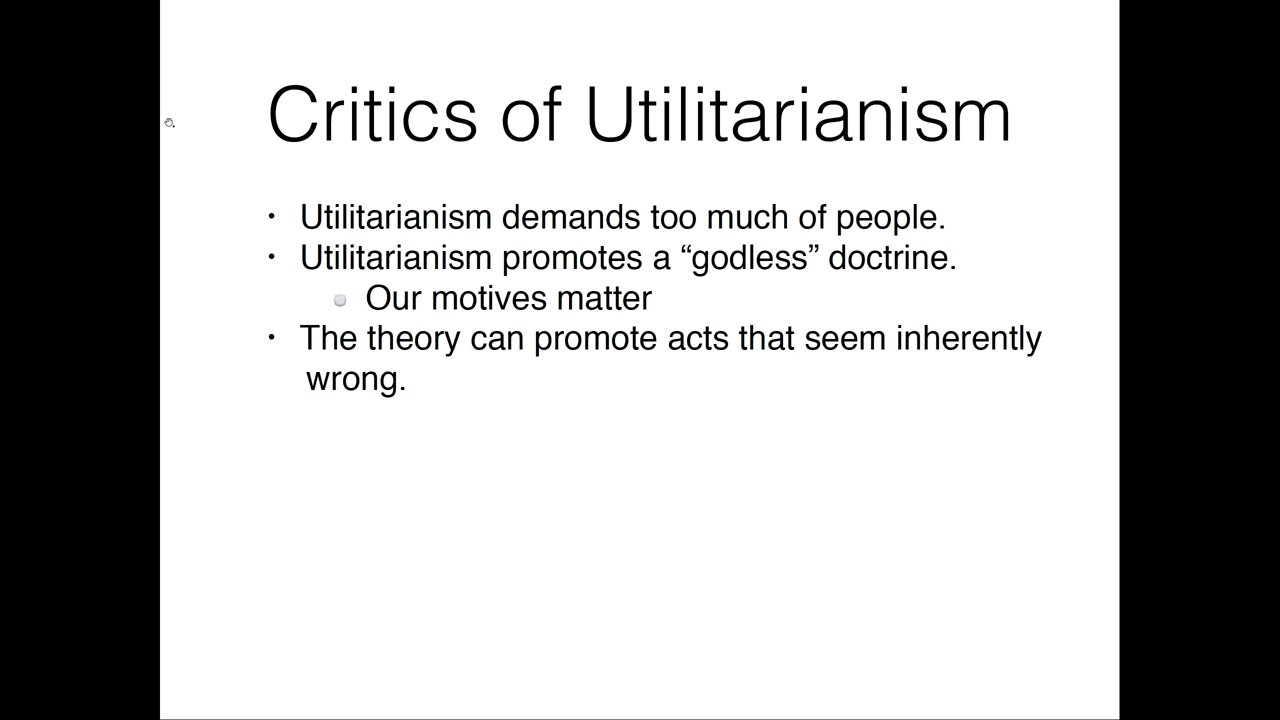 Critics of Utilitarianism
• Utilitarianism demands too much of people.
• Utilitarianism promotes a “godless” doctrine.
Our motives matter
• The theory can promote acts that seem inherently
wrong.